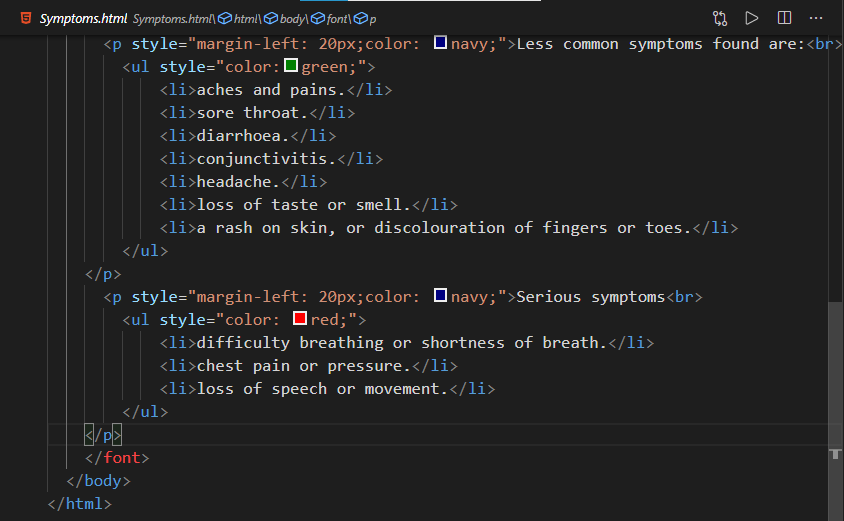 Symptoms.html Symptoms.html\html\body\font\p
<p style="margin-left: 20px;color: navy;">Less common symptoms found are:<br>
<ul style="color:green;">
<li>aches and pains.</li>
<li>sore throat.</li>
<li>diarrhoea.</li>
<li>conjunctivitis.</li>
<li>headache.</li>
<li>loss of taste or smell.</li>
<li>a rash on skin, or discolouration of fingers or toes.</li>
</ul>
</p>
<p style="margin-left: 20px;color: navy;">Serious symptoms<br>
<ul style="color: red;">
<li>difficulty breathing or shortness of breath.</li>
<li>chest pain or pressure.</li>
<li>loss of speech or movement.</li>
</ul>
</p>
</font>
</body>
</html>